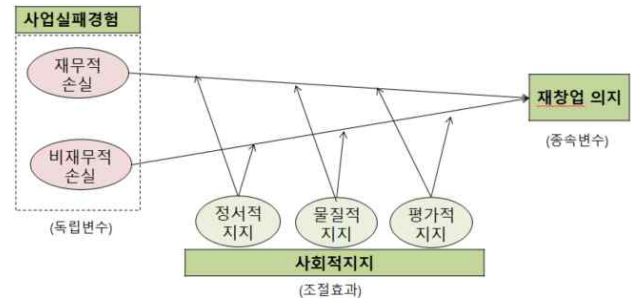 사업실패경험
재무적
손실
비재무적
손실
(독립변수)
재창업 의지
(종속변수)
정서적
지지
물질적
지지
평가적
지지
사회적지지
(조절효과)